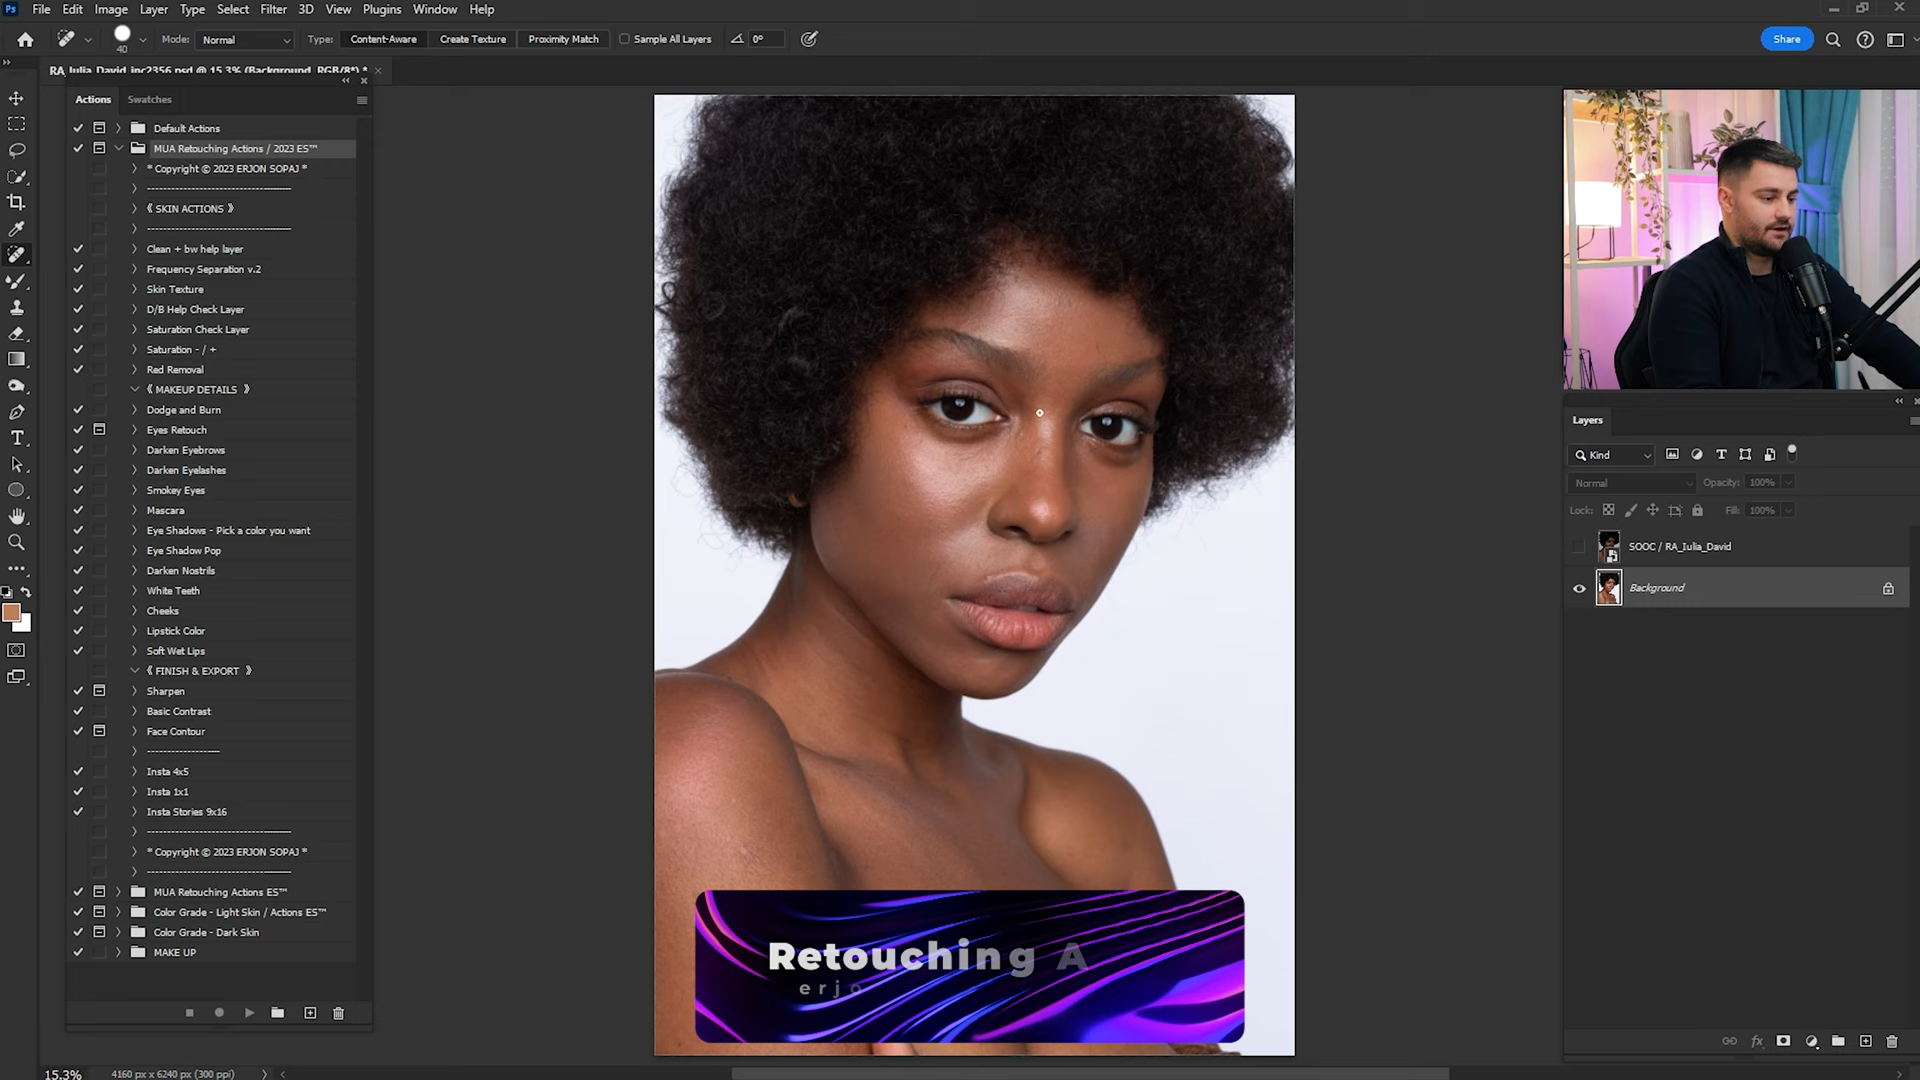 Ps File Edit Image Layer Type Select Filter 3D View Plugins Window Help
40 Mode: Normal Type: Content-Aware Create Texture Proximity Match Sample All Layers 0° Share
RA_Iulia_David_inc2356.psd @ 15.3% (Background, RGB/8*) *
Actions Swatches
Default Actions
MUA Retouching Actions / 2023 ES™
* Copyright © 2023 ERJON SOPAJ *
-------------------------------------
《 SKIN ACTIONS 》
-------------------------------------
Clean + bw help layer
Frequency Separation v.2
Skin Texture
D/B Help Check Layer
Saturation Check Layer
Saturation - / +
Red Removal
《 MAKEUP DETAILS 》
Dodge and Burn
Eyes Retouch
Darken Eyebrows
Darken Eyelashes
Smokey Eyes
Mascara
Eye Shadows - Pick a color you want
Eye Shadow Pop
Darken Nostrils
White Teeth
Cheeks
Lipstick Color
Soft Wet Lips
《 FINISH & EXPORT 》
Sharpen
Basic Contrast
Face Contour
-------------------
Insta 4x5
Insta 1x1
Insta Stories 9x16
-------------------------------------
* Copyright © 2023 ERJON SOPAJ *
-------------------------------------
MUA Retouching Actions ES™
Color Grade - Light Skin / Actions ES™
Color Grade - Dark Skin
MAKE UP
Retouching A
erjo
Layers
Kind
Normal Opacity: 100%
Lock: Fill: 100%
SOOC / RA_Iulia_David
Background
fx
15.3% 4160 px x 6240 px (300 ppi)